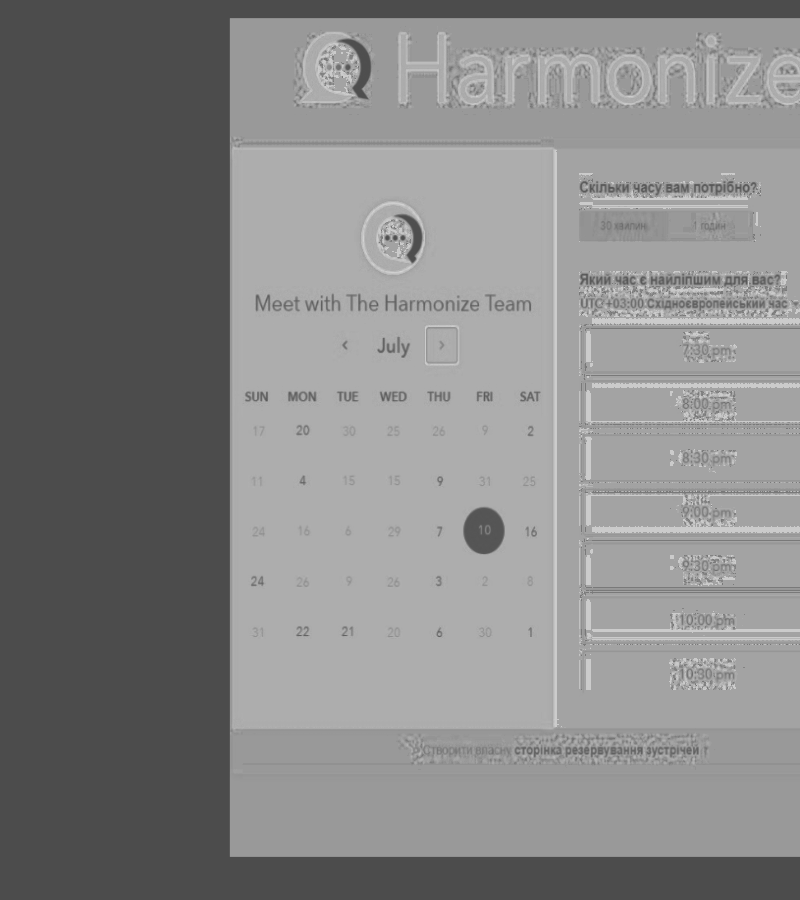 Harmonize
Meet with The Harmonize Team
July
SUN MON TUE WED THU FRI SAT
17 20 30 25 26 9 2
11 4 15 15 9 31 25
24 16 6 29 7 10 16
24 26 9 26 3 2 8
31 22 21 20 6 30 1
Скільки часу вам потрібно?
30 хвилин 1 годин
Який час є найліпшим для вас?
UTC +03:00 Східноєвропейський час
7:30 pm
8:00 pm
8:30 pm
9:00 pm
9:30 pm
10:00 pm
10:30 pm
Створити власну сторінка резервування зустрічей